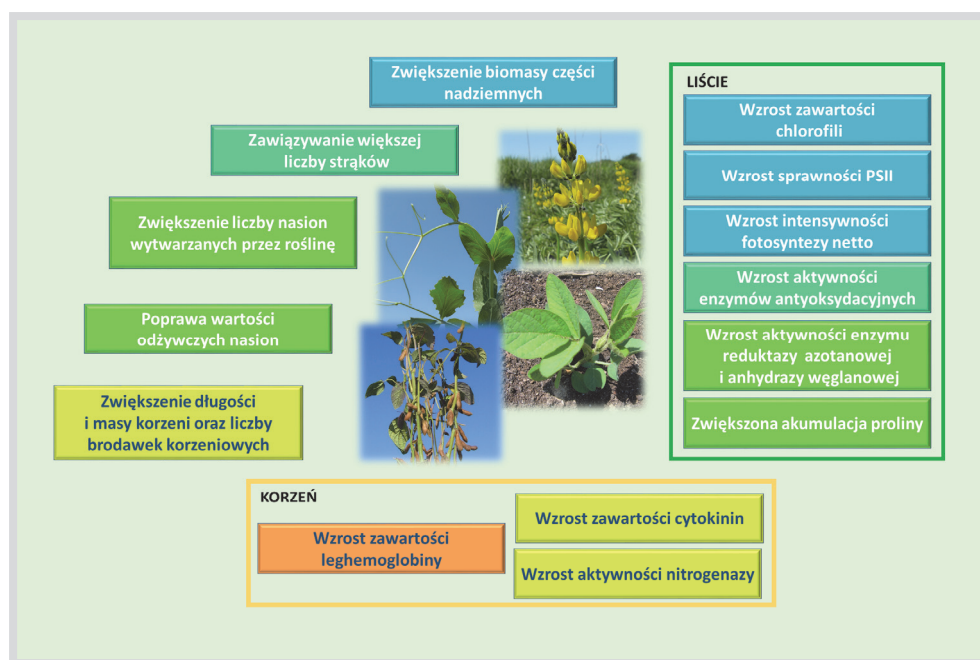 Zwiększenie biomasy części
nadziemnych
Zawiązywanie większej
liczby strąków
Zwiększenie liczby nasion
wytwarzanych przez roślinę
Poprawa wartości
odżywczych nasion
Zwiększenie długości
i masy korzeni oraz liczby
brodawek korzeniowych
LIŚCIE
Wzrost zawartości
chlorofili
Wzrost sprawności PSII
Wzrost intensywności
fotosyntezy netto
Wzrost aktywności
enzymów antyoksydacyjnych
Wzrost aktywności enzymu
reduktazy azotanowej
i anhydrazy węglanowej
Zwiększona akumulacja proliny
KORZEŃ
Wzrost zawartości
leghemoglobiny
Wzrost zawartości cytokinin
Wzrost aktywności nitrogenazy